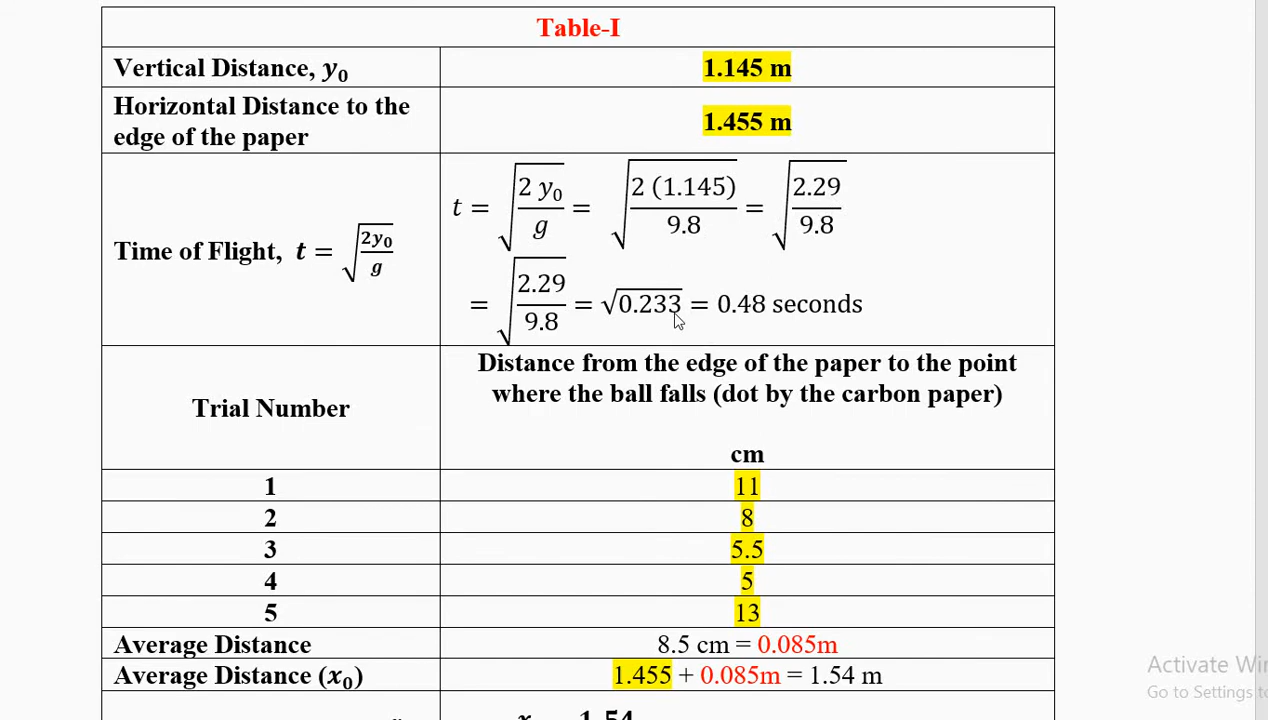 Table-I
Vertical Distance, y₀
1.145 m
Horizontal Distance to the
edge of the paper
1.455 m
Time of Flight, t = √(2y₀/g)
t = √(2 y₀/g) = √(2 (1.145)/9.8) = √(2.29/9.8)
= √(2.29/9.8) = √0.233 = 0.48 seconds
Trial Number
Distance from the edge of the paper to the point
where the ball falls (dot by the carbon paper)
cm
1 11
2 8
3 5.5
4 5
5 13
Average Distance 8.5 cm = 0.085m
Average Distance (x₀) 1.455 + 0.085m = 1.54 m
1.54
Activate Wi
Go to Settings to